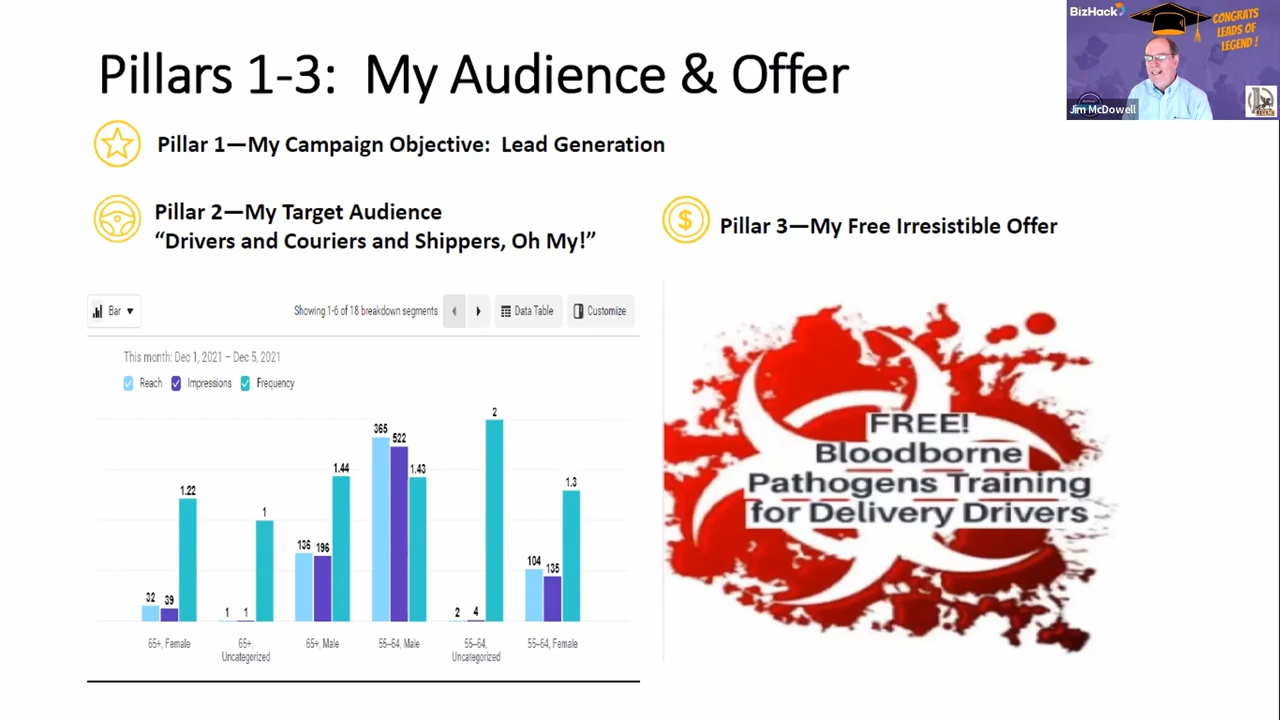 Pillars 1-3: My Audience & Offer
BizHack
CONGRATS
LEADS OF
LEGEND !
Jim McDowell
Pillar 1—My Campaign Objective: Lead Generation
Pillar 2—My Target Audience
“Drivers and Couriers and Shippers, Oh My!”
$
Pillar 3—My Free Irresistible Offer
Bar
Showing 1-6 of 18 breakdown segments
Data Table
Customize
This month: Dec 1, 2021 – Dec 5, 2021
Reach
Impressions
Frequency
32
39
1.22
1
1
1
136
196
1.44
365
522
1.43
2
4
2
104
135
1.3
65+, Female
65+,
Uncategorized
65+, Male
55–64, Male
55–64,
Uncategorized
55–64, Female
FREE!
Bloodborne
Pathogens Training
for Delivery Drivers